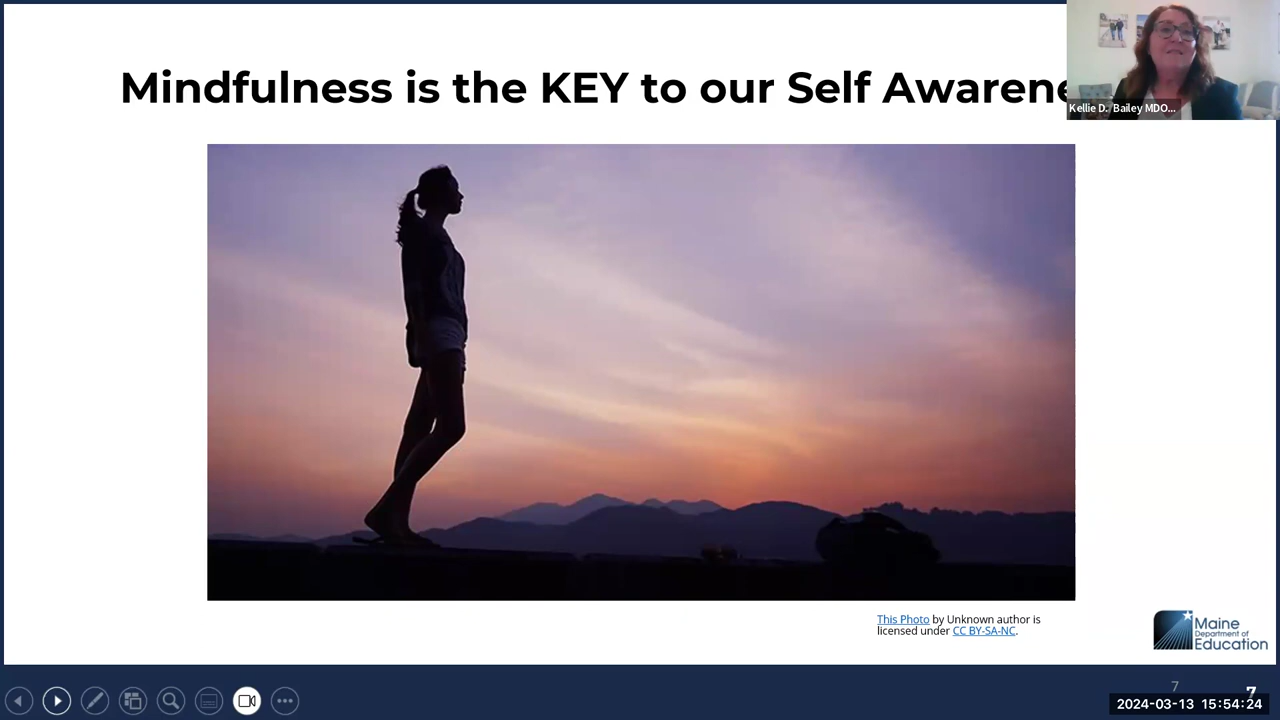 Mindfulness is the KEY to our Self Awarene
Kellie D. Bailey MDO...
This Photo by Unknown author is
licensed under CC BY-SA-NC.
Maine
Department of
Education
7
7
2024-03-13 15:54:24